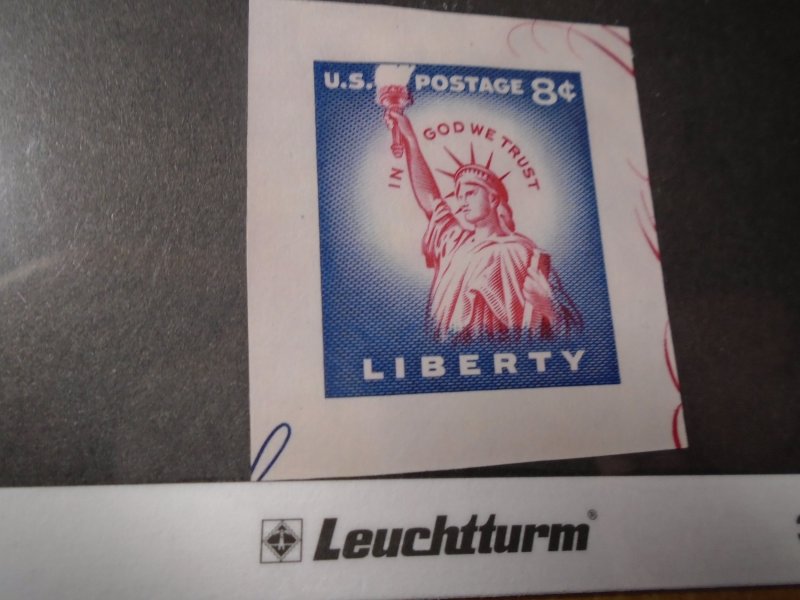 U.S. POSTAGE 8¢
IN GOD WE TRUST
LIBERTY
Leuchtturm®